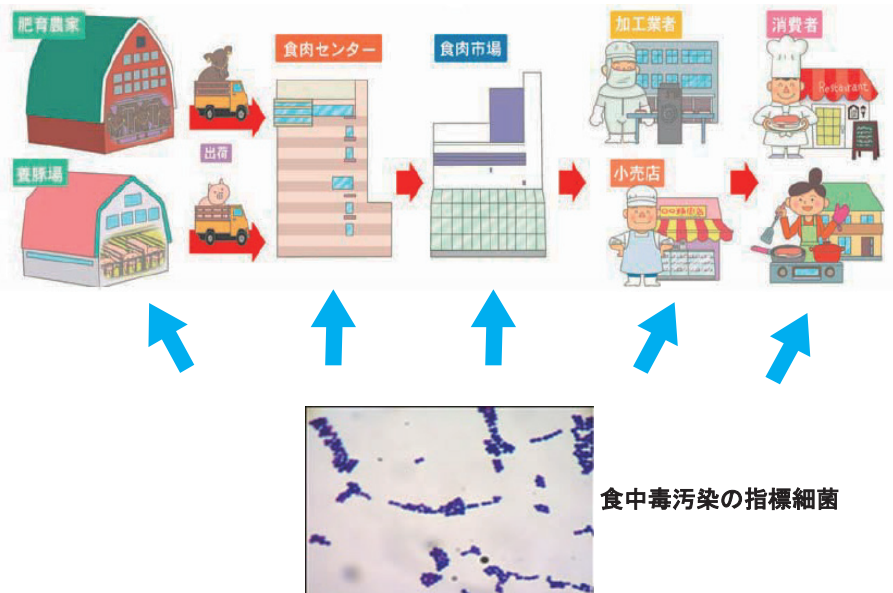 肥育農家
食肉センター
食肉市場
加工業者
消費者
Restaurant
出荷
養豚場
小売店
食中毒汚染の指標細菌